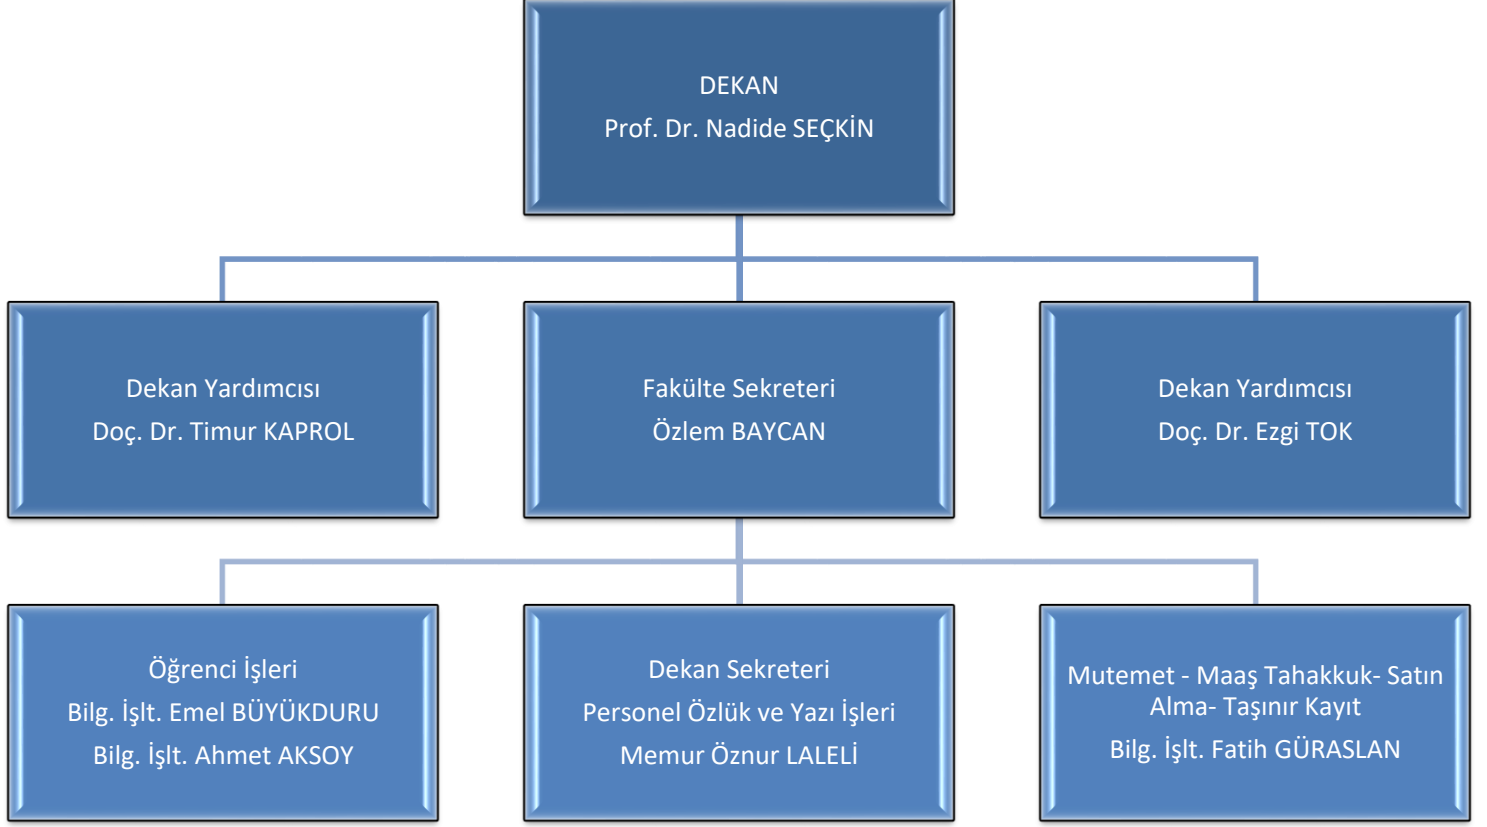 DEKAN
Prof. Dr. Nadide SEÇKİN
Dekan Yardımcısı
Doç. Dr. Timur KAPROL
Fakülte Sekreteri
Özlem BAYCAN
Dekan Yardımcısı
Doç. Dr. Ezgi TOK
Öğrenci İşleri
Bilg. İşlt. Emel BÜYÜKDURU
Bilg. İşlt. Ahmet AKSOY
Dekan Sekreteri
Personel Özlük ve Yazı İşleri
Memur Öznur LALELİ
Mutemet - Maaş Tahakkuk- Satın
Alma- Taşınır Kayıt
Bilg. İşlt. Fatih GÜRASLAN